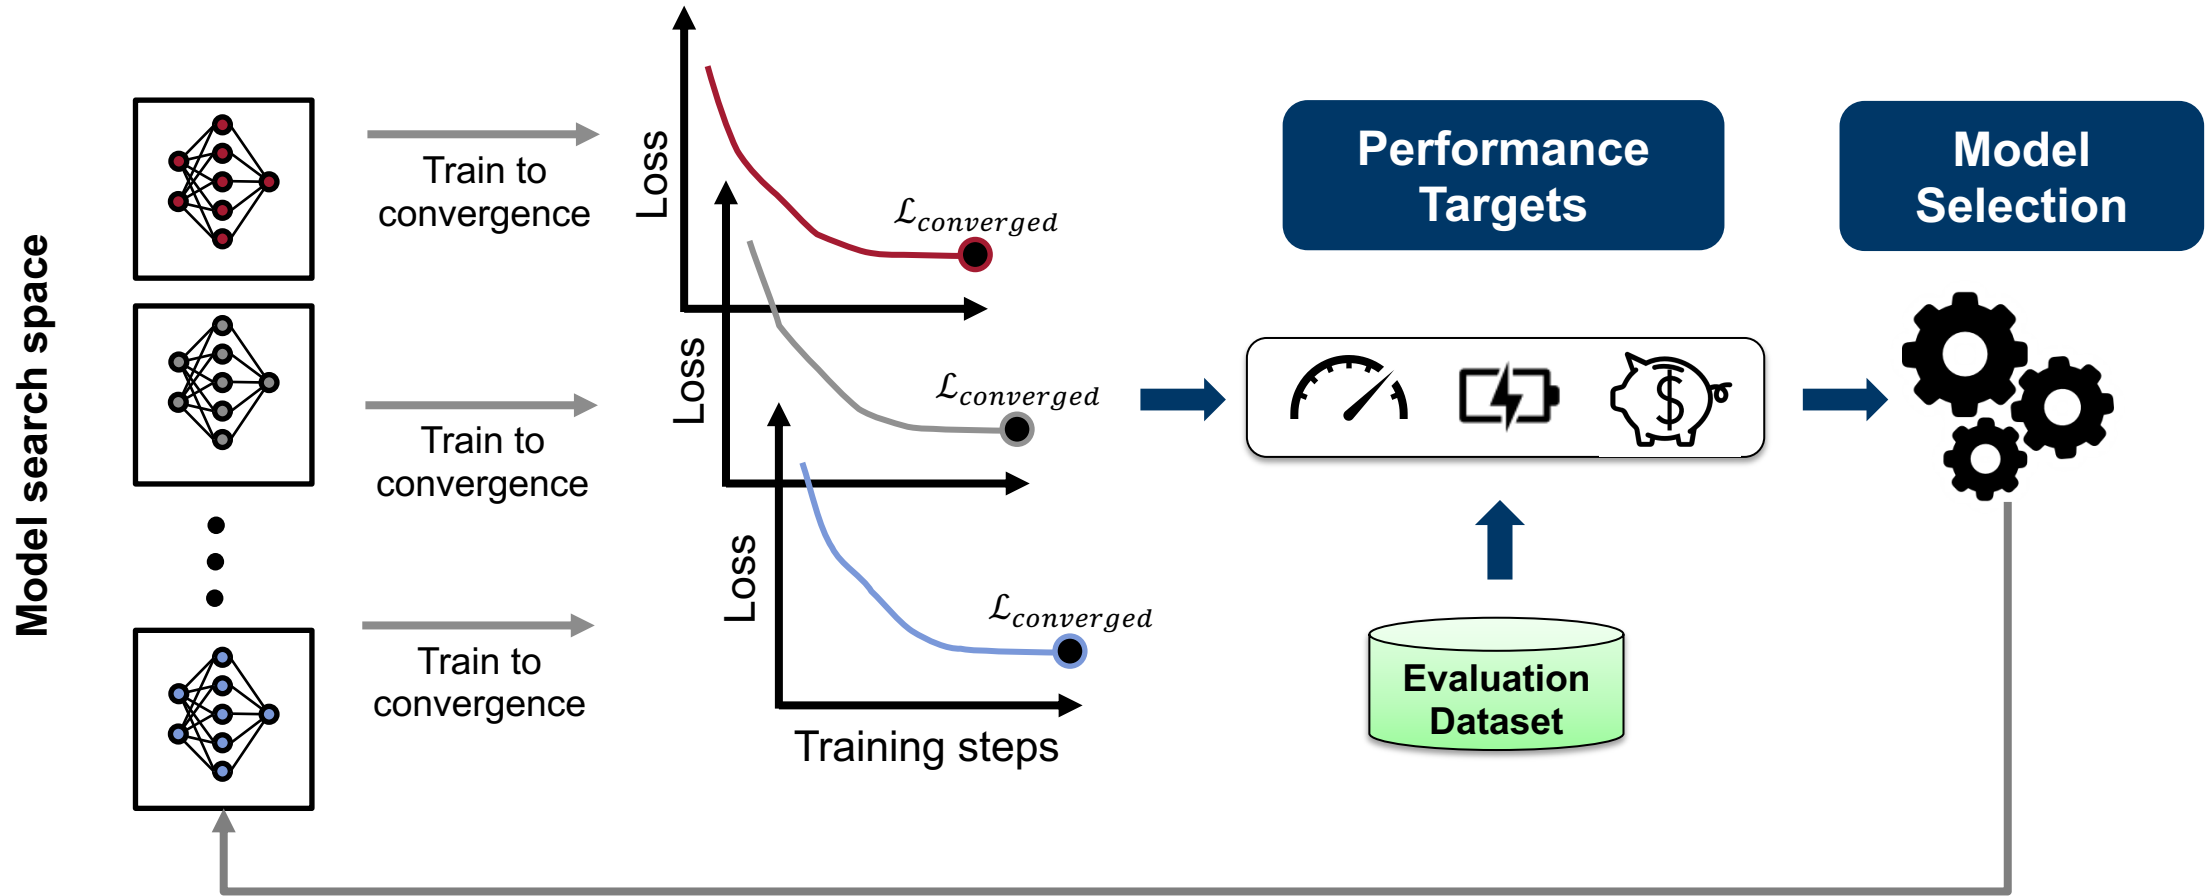 Model search space
Train to
convergence
Train to
convergence
Train to
convergence
Loss
ℒconverged
Loss
ℒconverged
Loss
ℒconverged
Training steps
Performance
Targets
$
Evaluation
Dataset
Model
Selection